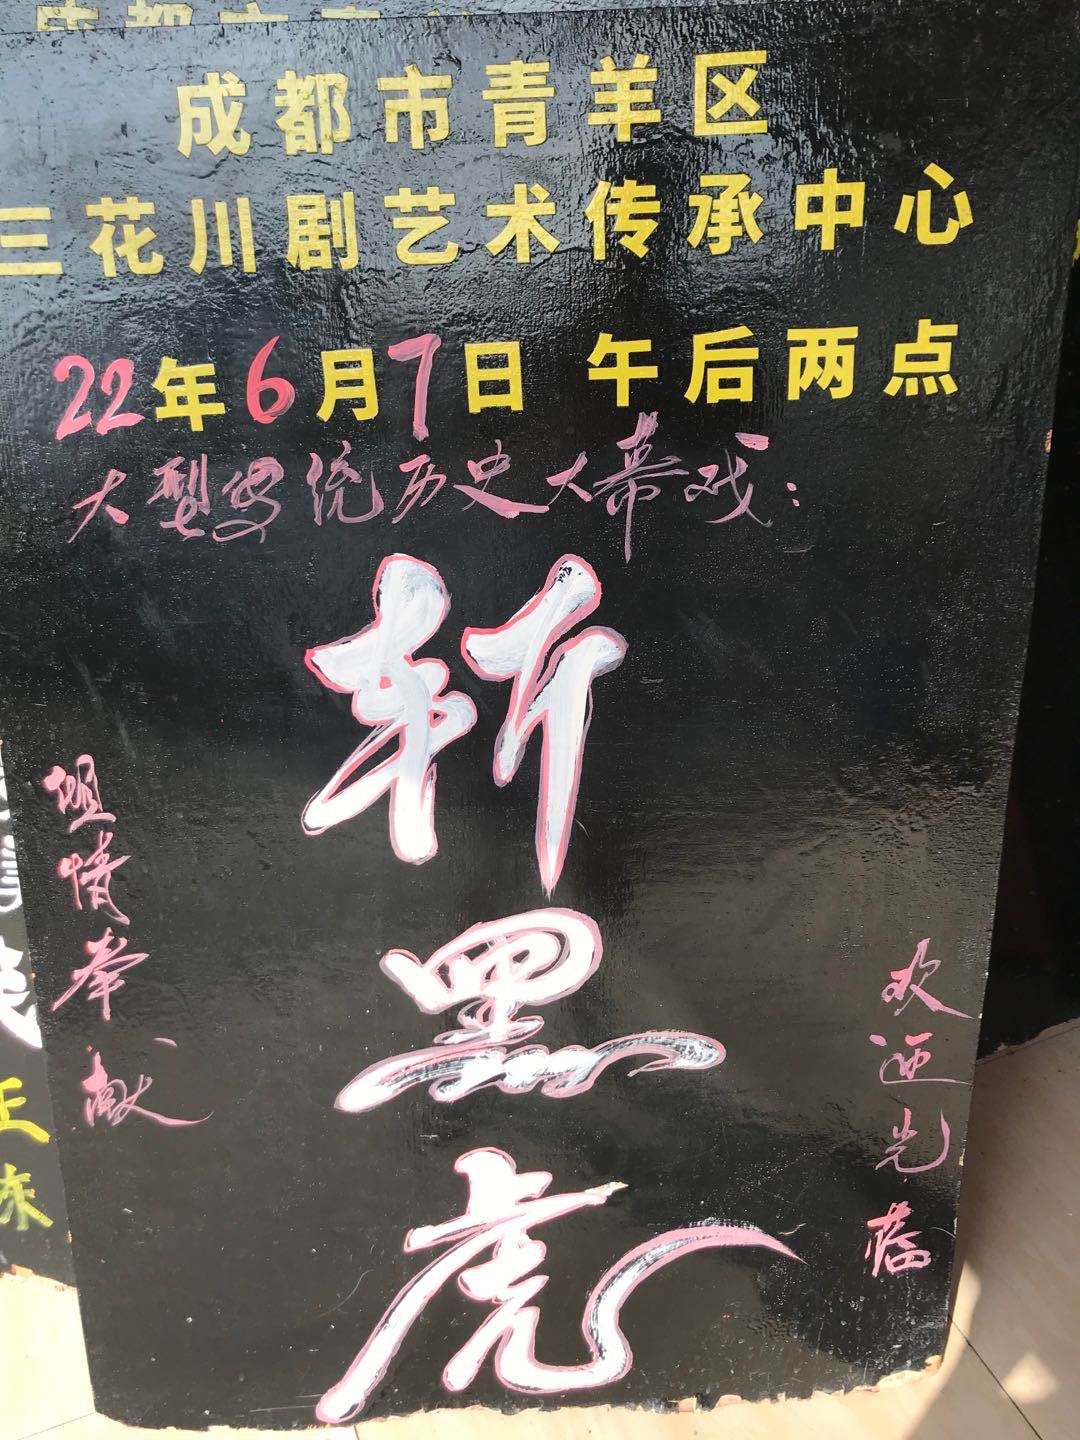 成都市青羊区
三花川剧艺术传承中心
22年6月7日 午后两点
大型传统历史大幕戏:
斩黑虎
倾情奉献
欢迎光临
正